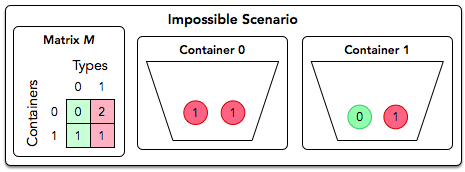 Impossible Scenario
Matrix M
Types
0 1
Containers
0 0 2
1 1 1
Container 0
1 1
Container 1
0 1